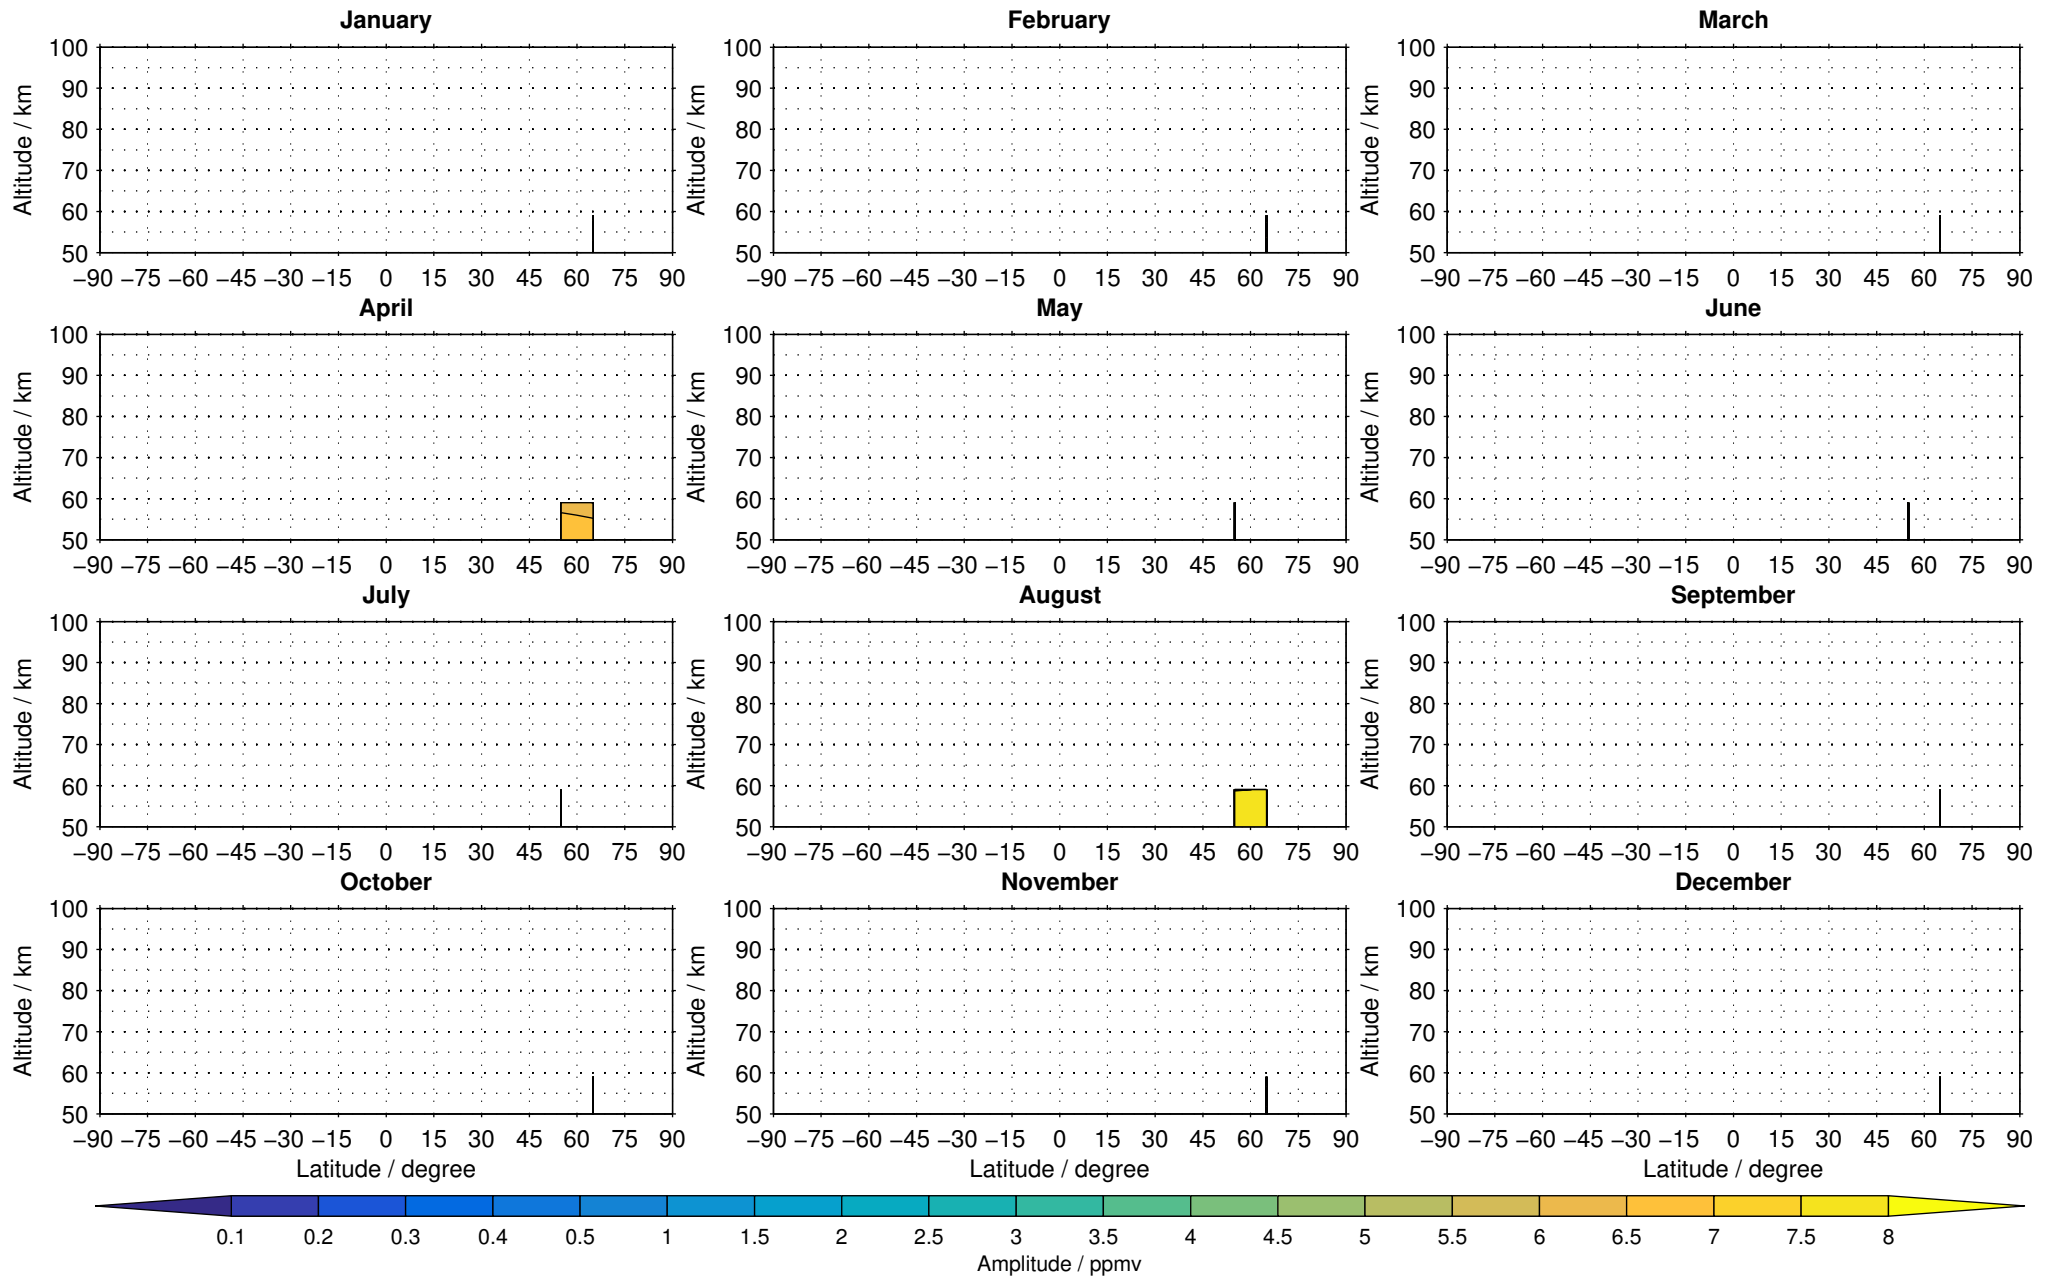 January February March
100 100 100
90 90 90
80 80 80
70 70 70
60 60 60
50 50 50
Altitude / km Altitude / km Altitude / km
−90 −75 −60 −45 −30 −15 0 15 30 45 60 75 90 −90 −75 −60 −45 −30 −15 0 15 30 45 60 75 90 −90 −75 −60 −45 −30 −15 0 15 30 45 60 75 90
April May June
100 100 100
90 90 90
80 80 80
70 70 70
60 60 60
50 50 50
Altitude / km Altitude / km Altitude / km
−90 −75 −60 −45 −30 −15 0 15 30 45 60 75 90 −90 −75 −60 −45 −30 −15 0 15 30 45 60 75 90 −90 −75 −60 −45 −30 −15 0 15 30 45 60 75 90
July August September
100 100 100
90 90 90
80 80 80
70 70 70
60 60 60
50 50 50
Altitude / km Altitude / km Altitude / km
−90 −75 −60 −45 −30 −15 0 15 30 45 60 75 90 −90 −75 −60 −45 −30 −15 0 15 30 45 60 75 90 −90 −75 −60 −45 −30 −15 0 15 30 45 60 75 90
October November December
100 100 100
90 90 90
80 80 80
70 70 70
60 60 60
50 50 50
Altitude / km Altitude / km Altitude / km
−90 −75 −60 −45 −30 −15 0 15 30 45 60 75 90 −90 −75 −60 −45 −30 −15 0 15 30 45 60 75 90 −90 −75 −60 −45 −30 −15 0 15 30 45 60 75 90
Latitude / degree Latitude / degree Latitude / degree
0.1 0.2 0.3 0.4 0.5 1 1.5 2 2.5 3 3.5 4 4.5 5 5.5 6 6.5 7 7.5 8
Amplitude / ppmv